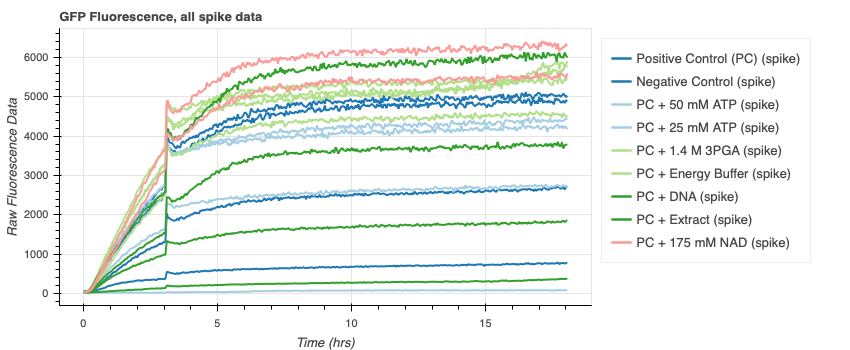 GFP Fluorescence, all spike data
Raw Fluorescence Data
6000
5000
4000
3000
2000
1000
0
0
5
10
15
Time (hrs)
Positive Control (PC) (spike)
Negative Control (spike)
PC + 50 mM ATP (spike)
PC + 25 mM ATP (spike)
PC + 1.4 M 3PGA (spike)
PC + Energy Buffer (spike)
PC + DNA (spike)
PC + Extract (spike)
PC + 175 mM NAD (spike)